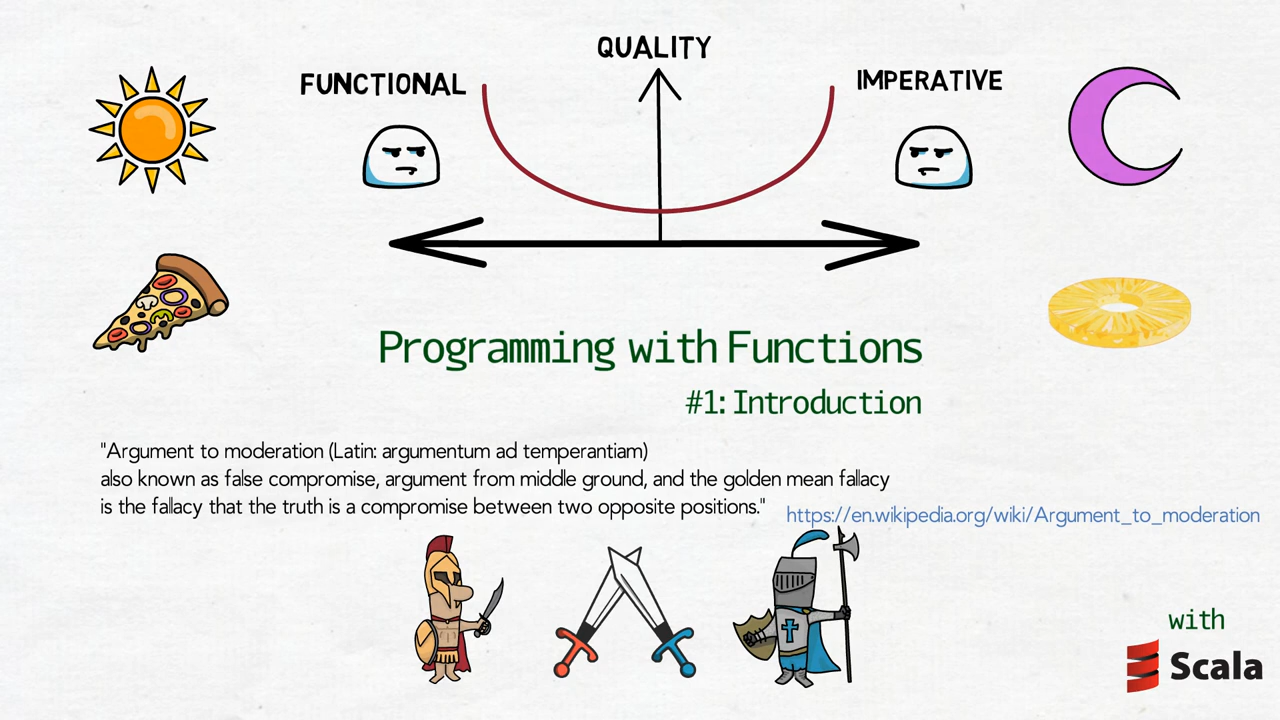 QUALITY
FUNCTIONAL
IMPERATIVE
Programming with Functions
#1: Introduction
"Argument to moderation (Latin: argumentum ad temperantiam)
also known as false compromise, argument from middle ground, and the golden mean fallacy
is the fallacy that the truth is a compromise between two opposite positions."
https://en.wikipedia.org/wiki/Argument_to_moderation
with
Scala